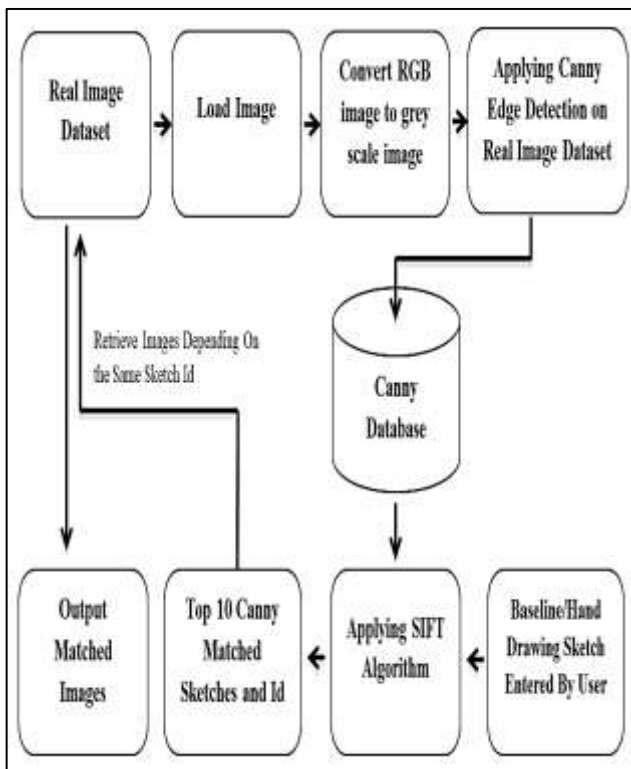 Real Image
Dataset
Load Image
Convert RGB
image to grey
scale image
Applying Canny
Edge Detection on
Real Image Dataset
Retrieve Images Depending On
the Same Sketch Id
Canny
Database
Output
Matched
Images
Top 10 Canny
Matched
Sketches and Id
Applying SIFT
Algorithm
Baseline/Hand
Drawing Sketch
Entered By User